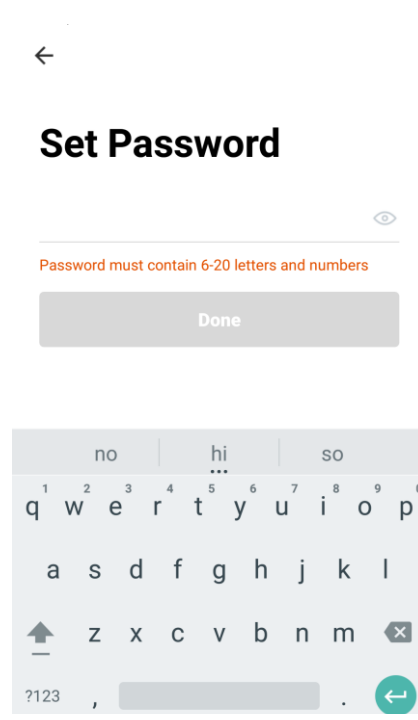 Set Password
Password must contain 6-20 letters and numbers
Done
no hi so
1 2 3 4 5 6 7 8 9
q w e r t y u i o p
a s d f g h j k l
z x c v b n m
?123 , .